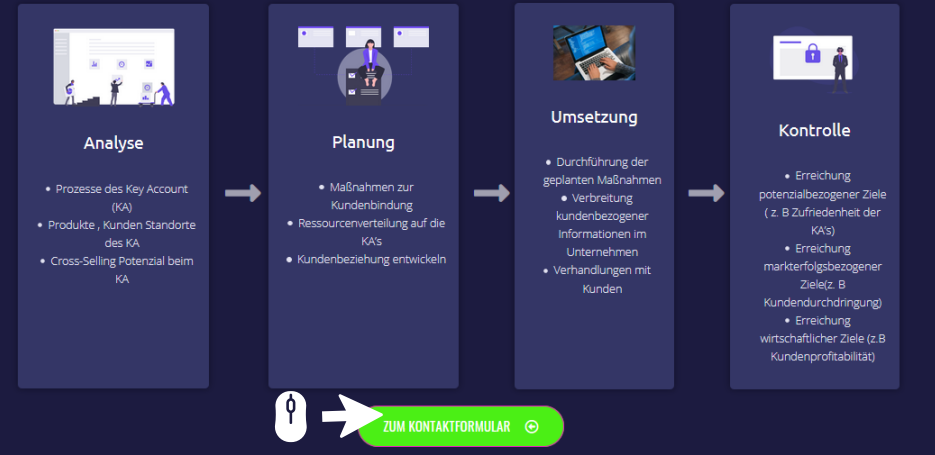 Analyse
• Prozesse des Key Account
(KA)
• Produkte , Kunden Standorte
des KA
• Cross-Selling Potenzial beim
KA
Planung
• Maßnahmen zur
Kundenbindung
• Ressourcenverteilung auf die
KA's
• Kundenbeziehung entwickeln
Umsetzung
• Durchführung der
geplanten Maßnahmen
• Verbreitung
kundenbezogener
Informationen im
Unternehmen
• Verhandlungen mit
Kunden
Kontrolle
• Erreichung
potenzialbezogener Ziele
( z. B Zufriedenheit der
KA's)
• Erreichung
markterfolgsbezogener
Ziele(z. B
Kundendurchdringung)
• Erreichung
wirtschaftlicher Ziele (z.B
Kundenprofitabilität)
ZUM KONTAKTFORMULAR